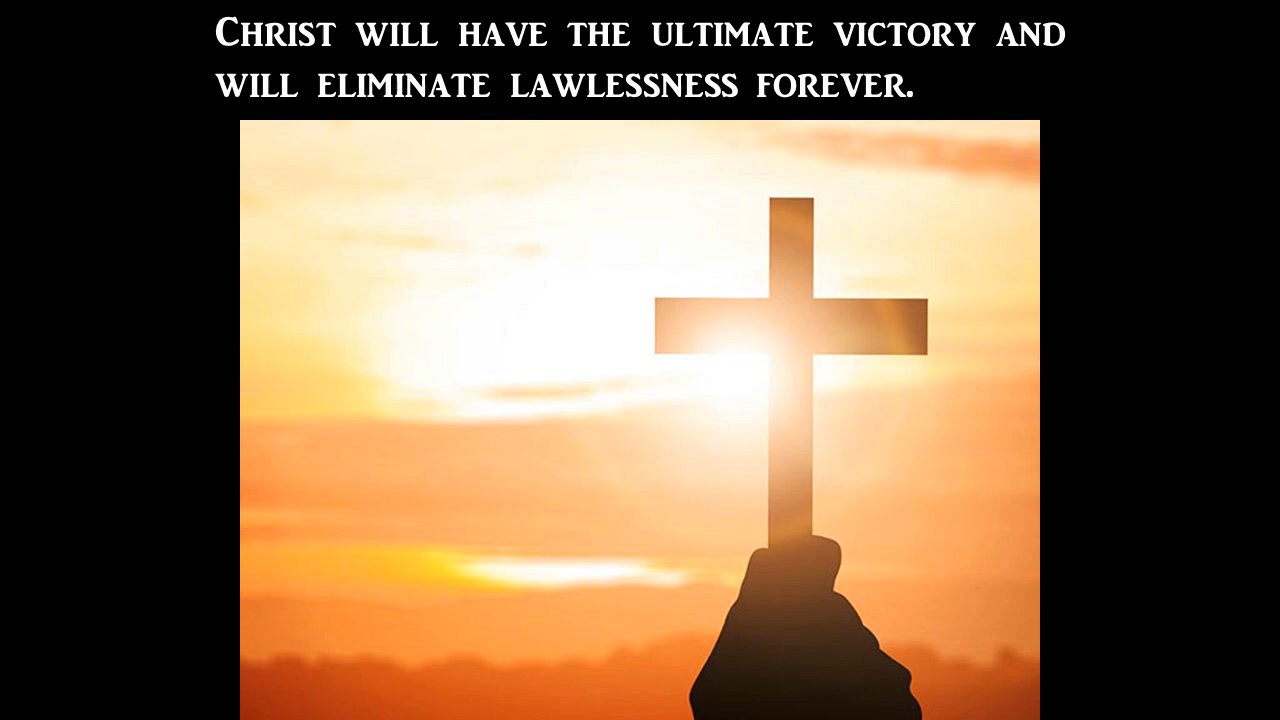 Christ will have the ultimate victory and
will eliminate lawlessness forever.